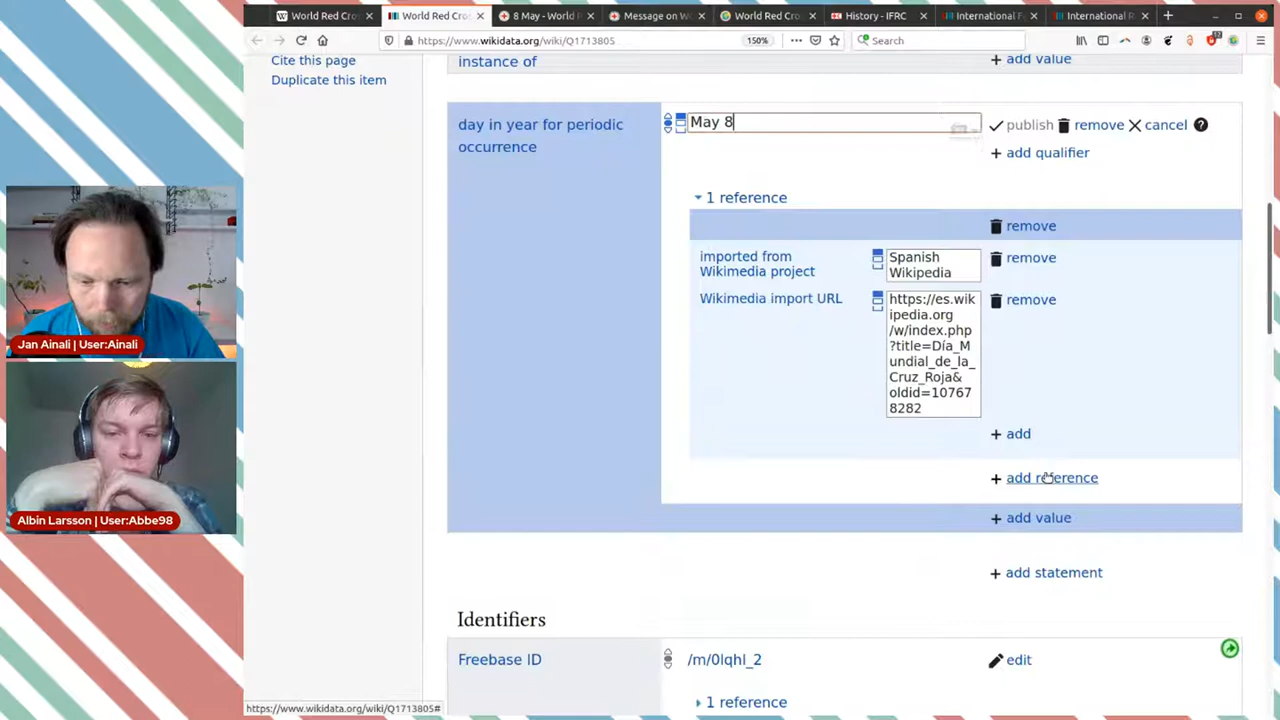 World Red Cro
World Red Cro
8 May - World
Message on W
World Red Cro
History - IFRC
International F
International R
https://www.wikidata.org/wiki/Q1713805
150%
Search
Cite this page
Duplicate this item
instance of
+ add value
day in year for periodic
occurrence
May 8
publish remove cancel
+ add qualifier
1 reference
remove
imported from
Wikimedia project
Spanish
Wikipedia
remove
Wikimedia import URL
https://es.wik
ipedia.org
/w/index.php
?title=Día_M
undial_de_la_
Cruz_Roja&
oldid=10767
8282
remove
+ add
+ add reference
+ add value
+ add statement
Identifiers
Freebase ID
/m/0lqhl_2
edit
1 reference
https://www.wikidata.org/wiki/Q1713805#
Jan Ainali | User:Ainali
Albin Larsson | User:Abbe98